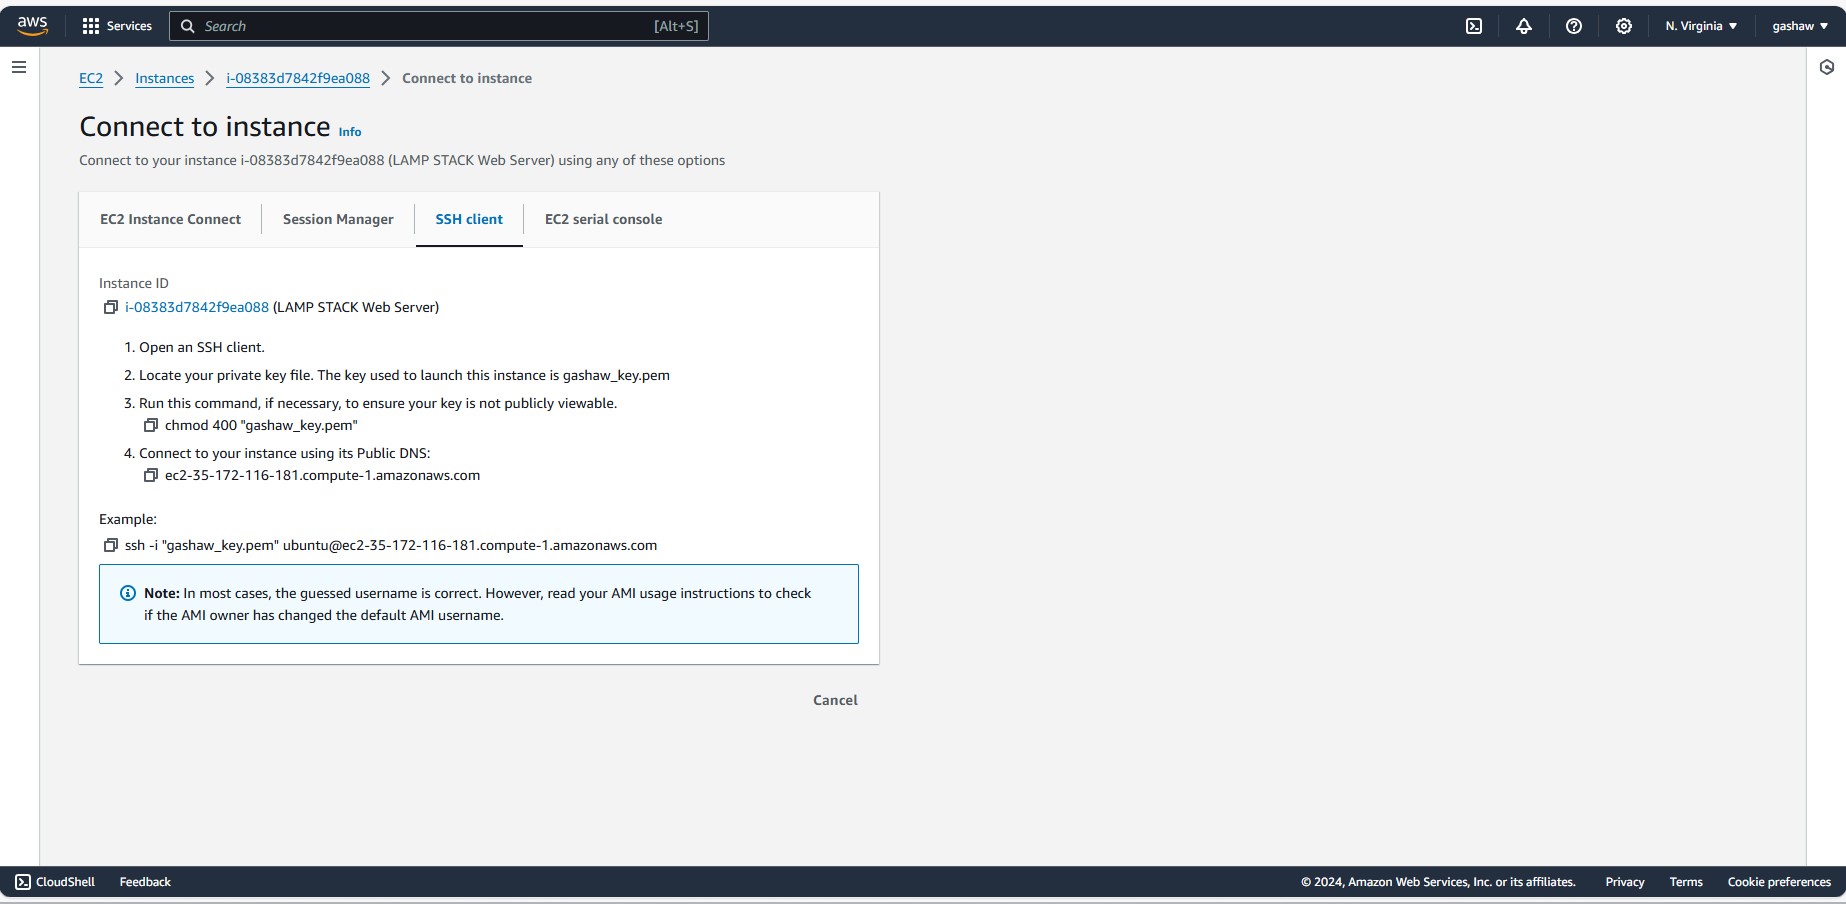 aws
Services
Search
[Alt+S]
N. Virginia
gashaw
EC2
Instances
i-08383d7842f9ea088
Connect to instance
Connect to instance Info
Connect to your instance i-08383d7842f9ea088 (LAMP STACK Web Server) using any of these options
EC2 Instance Connect
Session Manager
SSH client
EC2 serial console
Instance ID
i-08383d7842f9ea088 (LAMP STACK Web Server)
1. Open an SSH client.
2. Locate your private key file. The key used to launch this instance is gashaw_key.pem
3. Run this command, if necessary, to ensure your key is not publicly viewable.
chmod 400 "gashaw_key.pem"
4. Connect to your instance using its Public DNS:
ec2-35-172-116-181.compute-1.amazonaws.com
Example:
ssh -i "gashaw_key.pem" ubuntu@ec2-35-172-116-181.compute-1.amazonaws.com
Note: In most cases, the guessed username is correct. However, read your AMI usage instructions to check
if the AMI owner has changed the default AMI username.
Cancel
CloudShell
Feedback
© 2024, Amazon Web Services, Inc. or its affiliates.
Privacy
Terms
Cookie preferences